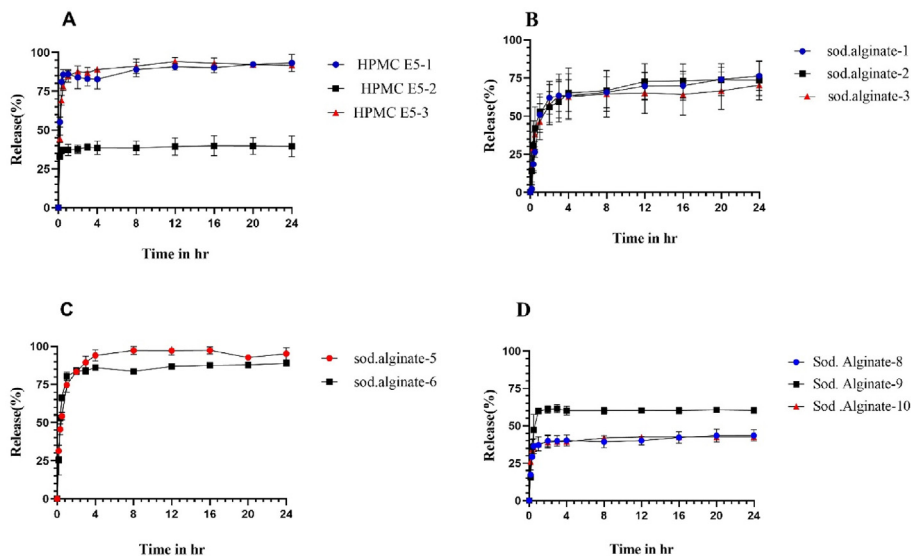 A
100
75
50
25
0
Release(%)
0 4 8 12 16 20 24
Time in hr
HPMC E5-1
HPMC E5-2
HPMC E5-3
B
100
75
50
25
0
Release(%)
0 4 8 12 16 20 24
Time in hr
sod.alginate-1
sod.alginate-2
sod.alginate-3
C
100
75
50
25
0
Release(%)
0 4 8 12 16 20 24
Time in hr
sod.alginate-5
sod.alginate-6
D
100
75
50
25
0
Release(%)
0 4 8 12 16 20 24
Time in hr
Sod. Alginate-8
Sod. Alginate-9
Sod .Alginate-10